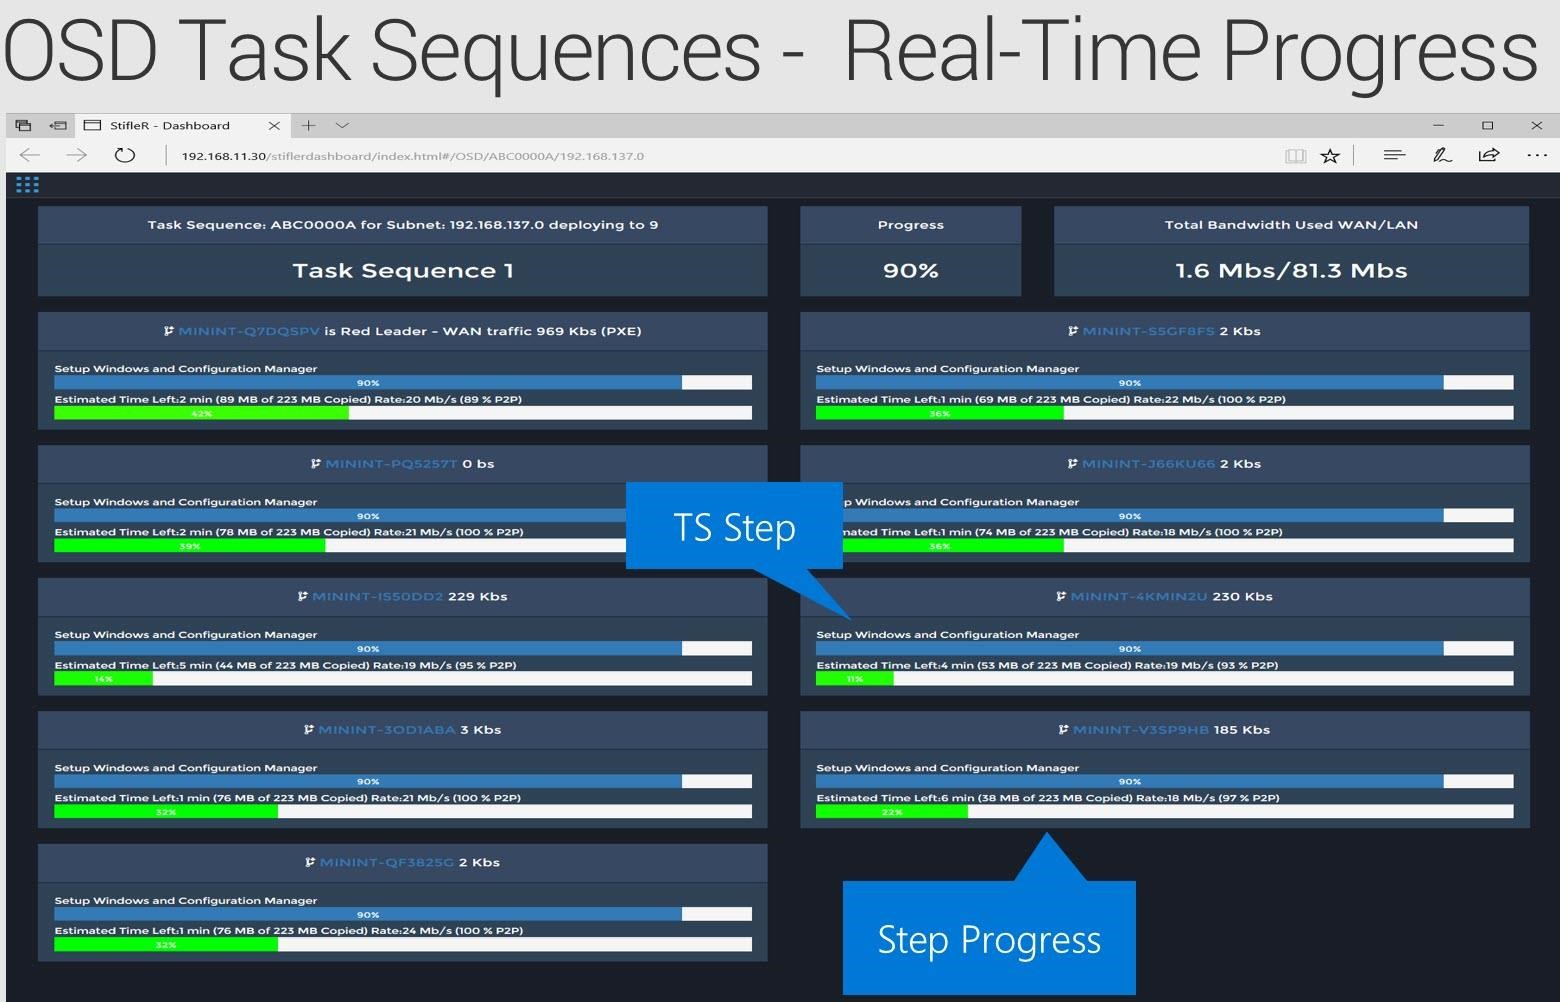 OSD Task Sequences - Real-Time Progress
StifleR - Dashboard
192.168.11.30/stiflerdashboard/index.html#/OSD/ABC0000A/192.168.137.0
Task Sequence: ABC0000A for Subnet: 192.168.137.0 deploying to 9
Task Sequence 1
Progress
90%
Total Bandwidth Used WAN/LAN
1.6 Mbs/81.3 Mbs
MININT-Q7DQSPV is Red Leader - WAN traffic 969 Kbs (PXE)
Setup Windows and Configuration Manager
90%
Estimated Time Left:2 min (89 MB of 223 MB Copied) Rate:20 Mb/s (89 % P2P)
42%
MININT-S5GF8FS 2 Kbs
Setup Windows and Configuration Manager
90%
Estimated Time Left:1 min (69 MB of 223 MB Copied) Rate:22 Mb/s (100 % P2P)
36%
MININT-PQ5257T 0 bs
Setup Windows and Configuration Manager
90%
Estimated Time Left:2 min (78 MB of 223 MB Copied) Rate:21 Mb/s (100 % P2P)
39%
MININT-J66KU66 2 Kbs
p Windows and Configuration Manager
90%
nated Time Left:1 min (74 MB of 223 MB Copied) Rate:18 Mb/s (100 % P2P)
36%
TS Step
MININT-IS50DD2 229 Kbs
Setup Windows and Configuration Manager
90%
Estimated Time Left:5 min (44 MB of 223 MB Copied) Rate:19 Mb/s (95 % P2P)
14%
MININT-4KMIN2U 230 Kbs
Setup Windows and Configuration Manager
90%
Estimated Time Left:4 min (53 MB of 223 MB Copied) Rate:19 Mb/s (93 % P2P)
11%
MININT-3OD1ABA 3 Kbs
Setup Windows and Configuration Manager
90%
Estimated Time Left:1 min (76 MB of 223 MB Copied) Rate:21 Mb/s (100 % P2P)
32%
MININT-V3SP9HB 185 Kbs
Setup Windows and Configuration Manager
90%
Estimated Time Left:6 min (38 MB of 223 MB Copied) Rate:18 Mb/s (97 % P2P)
22%
MININT-QF3825G 2 Kbs
Setup Windows and Configuration Manager
90%
Estimated Time Left:1 min (76 MB of 223 MB Copied) Rate:24 Mb/s (100 % P2P)
32%
Step Progress